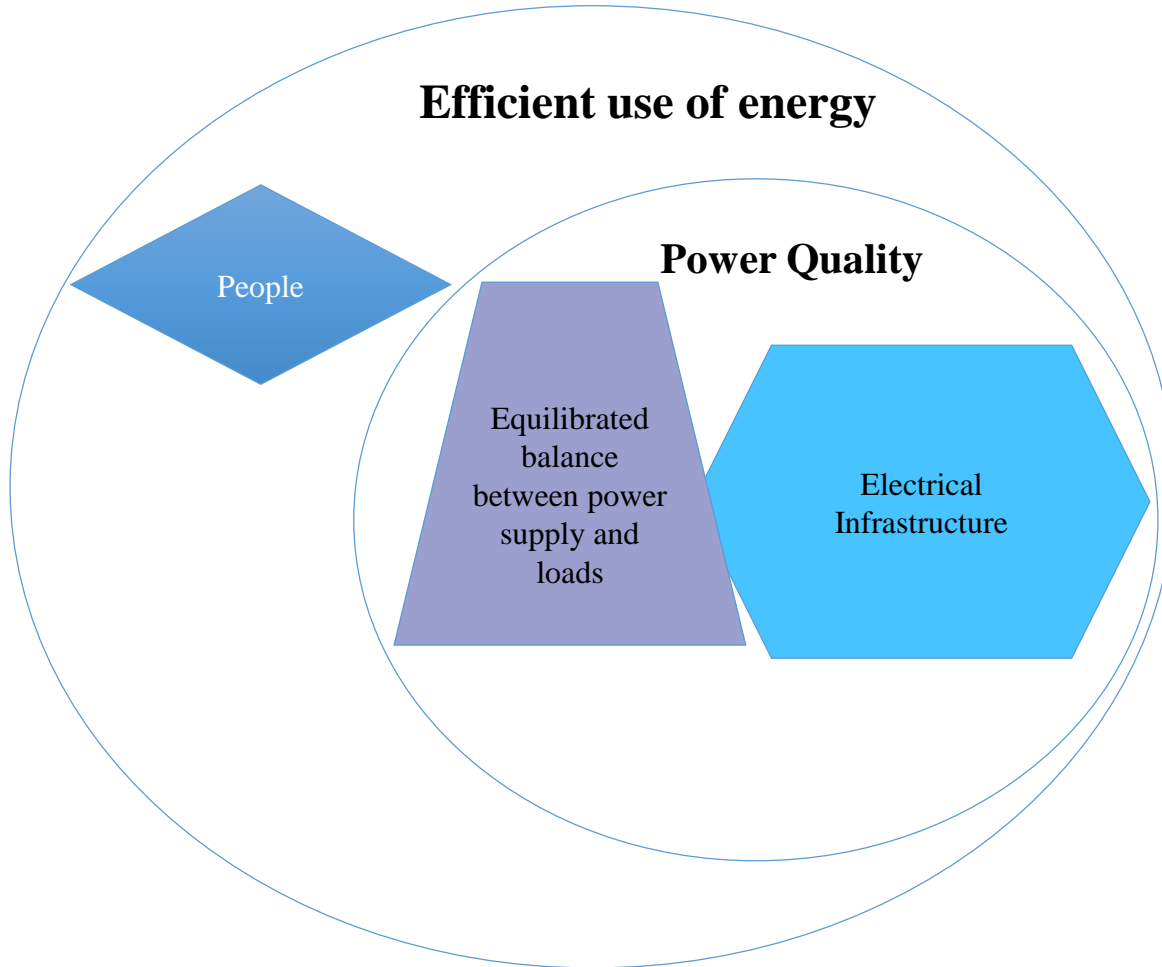 Efficient use of energy
People
Power Quality
Equilibrated
balance
between power
supply and
loads
Electrical
Infrastructure